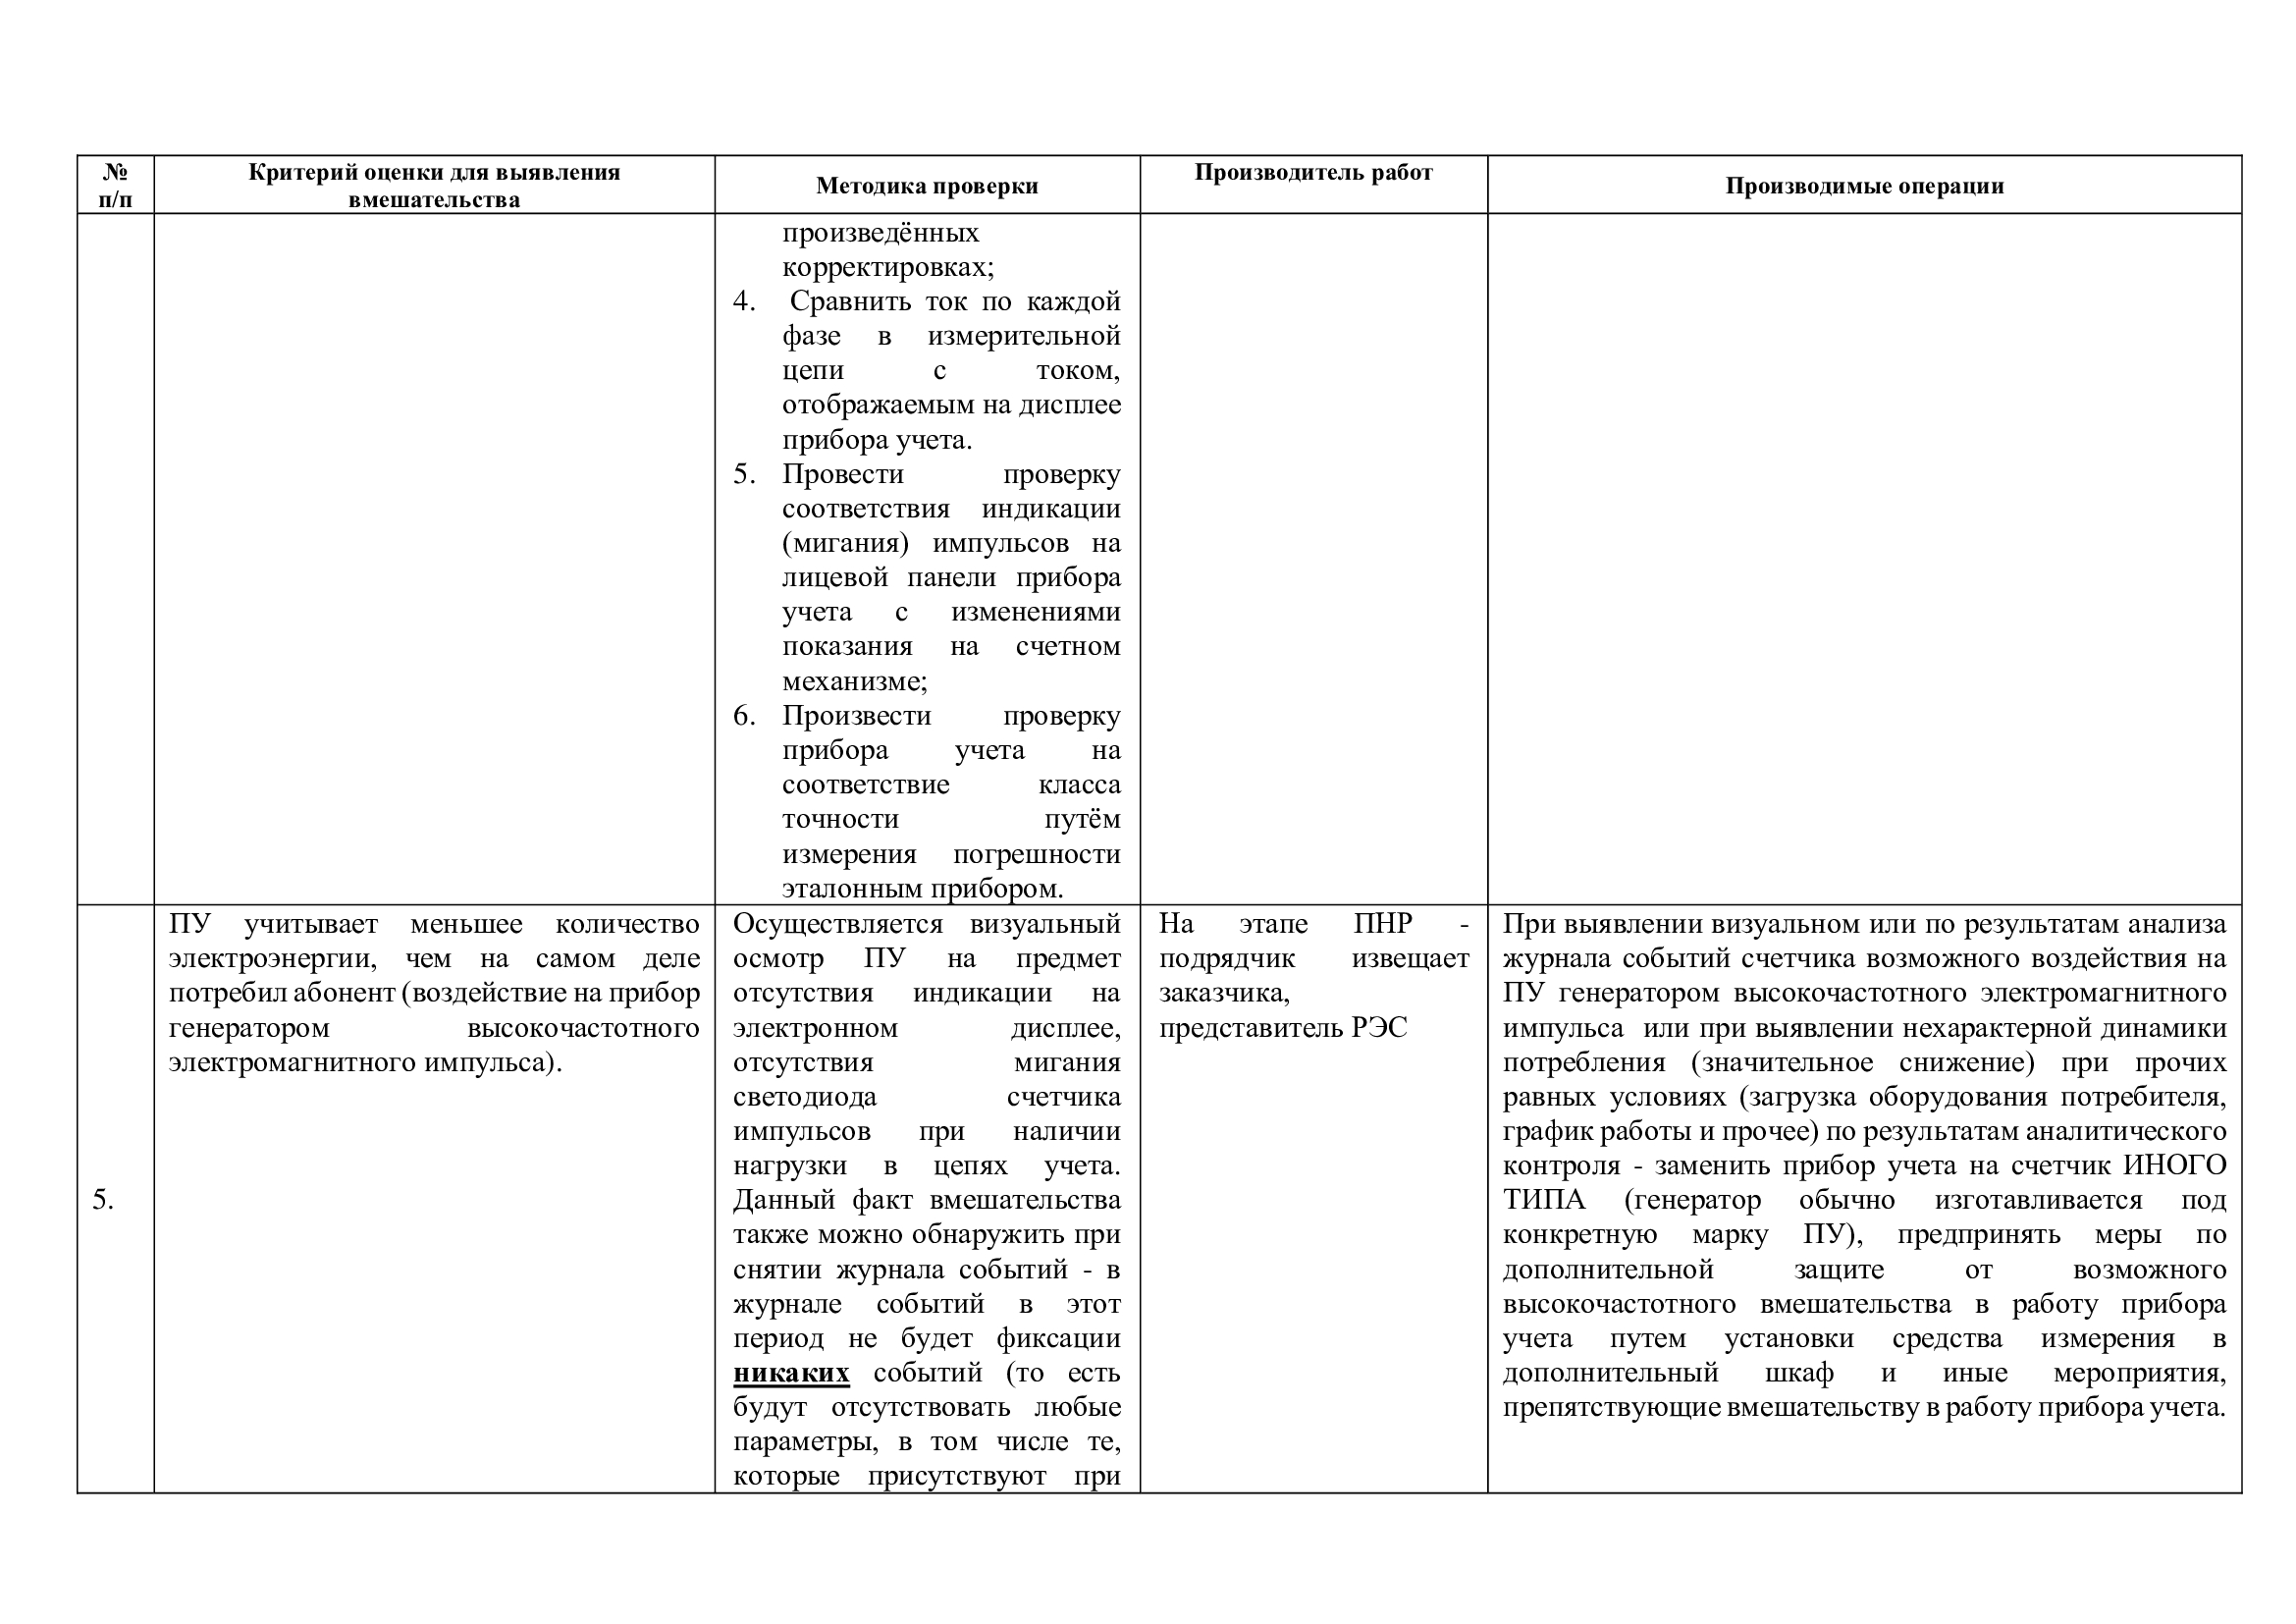 №
п/п
Критерий оценки для выявления
вмешательства
Методика проверки
Производитель работ
Производимые операции
произведённых
корректировках;
4. Сравнить ток по каждой
фазе в измерительной
цепи с током,
отображаемым на дисплее
прибора учета.
5. Провести проверку
соответствия индикации
(мигания) импульсов на
лицевой панели прибора
учета с изменениями
показания на счетном
механизме;
6. Произвести проверку
прибора учета на
соответствие класса
точности путём
измерения погрешности
эталонным прибором.
5.
ПУ учитывает меньшее количество
электроэнергии, чем на самом деле
потребил абонент (воздействие на прибор
генератором высокочастотного
электромагнитного импульса).
Осуществляется визуальный
осмотр ПУ на предмет
отсутствия индикации на
электронном дисплее,
отсутствия мигания
светодиода счетчика
импульсов при наличии
нагрузки в цепях учета.
Данный факт вмешательства
также можно обнаружить при
снятии журнала событий - в
журнале событий в этот
период не будет фиксации
никаких событий (то есть
будут отсутствовать любые
параметры, в том числе те,
которые присутствуют при
На этапе ПНР -
подрядчик извещает
заказчика,
представитель РЭС
При выявлении визуальном или по результатам анализа
журнала событий счетчика возможного воздействия на
ПУ генератором высокочастотного электромагнитного
импульса или при выявлении нехарактерной динамики
потребления (значительное снижение) при прочих
равных условиях (загрузка оборудования потребителя,
график работы и прочее) по результатам аналитического
контроля - заменить прибор учета на счетчик ИНОГО
ТИПА (генератор обычно изготавливается под
конкретную марку ПУ), предпринять меры по
дополнительной защите от возможного
высокочастотного вмешательства в работу прибора
учета путем установки средства измерения в
дополнительный шкаф и иные мероприятия,
препятствующие вмешательству в работу прибора учета.